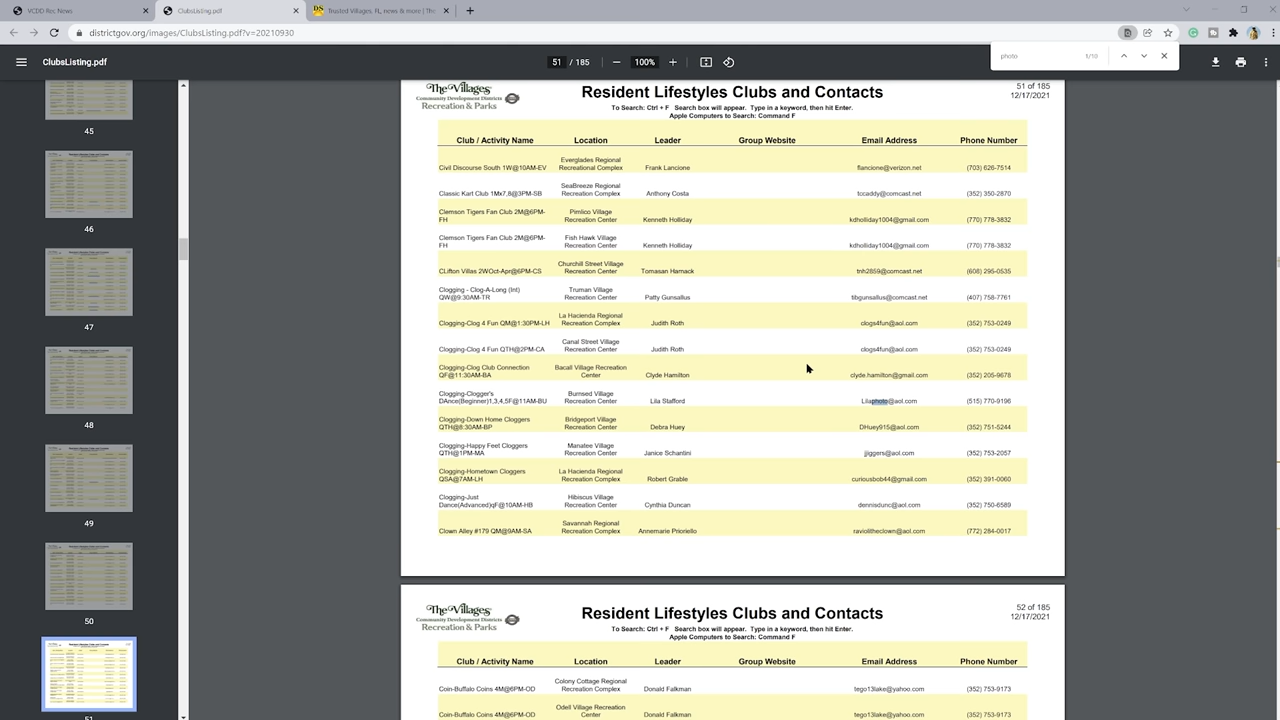 VCDD Rec News
ClubsListing.pdf
Trusted Villages, FL, news & more | The
districtgov.org/images/ClubsListing.pdf?v=20210930
photo 1/10
ClubsListing.pdf
51 / 185
100%
45
46
47
48
49
50
51
The Villages
Community Development Districts
Recreation & Parks
Resident Lifestyles Clubs and Contacts
51 of 185
12/17/2021
To Search: Ctrl + F Search box will appear. Type in a keyword, then hit Enter.
Apple Computers to Search: Command F
Club / Activity Name Location Leader Group Website Email Address Phone Number
Everglades Regional
Civil Discourse South 1W@10AM-EV Recreational Complex Frank Lancione flancione@verizon.net (703) 626-7514
SeaBreeze Regional
Classic Kart Club 1Mx7,8@3PM-SB Recreation Complex Anthony Costa tccaddy@comcast.net (352) 350-2870
Clemson Tigers Fan Club 2M@6PM- Pimlico Village
FH Recreation Center Kenneth Holliday kdholliday1004@gmail.com (770) 778-3832
Clemson Tigers Fan Club 2M@6PM- Fish Hawk Village
FH Recreation Center Kenneth Holliday kdholliday1004@gmail.com (770) 778-3832
Churchill Street Village
CLifton Villas 2WOct-Apr@6PM-CS Recreation Center Tomasan Harnack tnh2859@comcast.net (608) 295-0535
Clogging - Clog-A-Long (Int) Truman Village
QW@9:30AM-TR Recreation Center Patty Gunsallus tibgunsallus@comcast.net (407) 758-7761
La Hacienda Regional
Clogging-Clog 4 Fun QM@1:30PM-LH Recreation Complex Judith Roth clogs4fun@aol.com (352) 753-0249
Canal Street Village
Clogging-Clog 4 Fun QTH@2PM-CA Recreation Center Judith Roth clogs4fun@aol.com (352) 753-0249
Clogging-Clog Club Connection Bacall Village Recreation
QF@11:30AM-BA Center Clyde Hamilton clyde.hamilton@gmail.com (352) 205-9678
Clogging-Clogger's Burnsed Village
DAnce(Beginner)1,3,4,5F@11AM-BU Recreation Center Lila Stafford Lilaphoto@aol.com (515) 770-9196
Clogging-Down Home Cloggers Bridgeport Village
QTH@8:30AM-BP Recreation Center Debra Huey DHuey915@aol.com (352) 751-5244
Clogging-Happy Feet Cloggers Manatee Village
QTH@1PM-MA Recreation Center Janice Schantini jjiggers@aol.com (352) 753-2057
Clogging-Hometown Cloggers La Hacienda Regional
QSA@7AM-LH Recreation Complex Robert Grable curiousbob44@gmail.com (352) 391-0060
Clogging-Just Hibiscus Village
Dance(Advanced)qF@10AM-HB Recreation Center Cynthia Duncan dennisdunc@aol.com (352) 750-6589
Savannah Regional
Clown Alley #179 QM@9AM-SA Recreation Complex Annemarie Prioriello raviolitheclown@aol.com (772) 284-0017
The Villages
Community Development Districts
Recreation & Parks
Resident Lifestyles Clubs and Contacts
52 of 185
12/17/2021
To Search: Ctrl + F Search box will appear. Type in a keyword, then hit Enter.
Apple Computers to Search: Command F
Club / Activity Name Location Leader Group Website Email Address Phone Number
Colony Cottage Regional
Coin-Buffalo Coins 4M@6PM-OD Recreation Complex Donald Falkman tego13lake@yahoo.com (352) 753-9173
Odell Village Recreation
Coin-Buffalo Coins 4M@6PM-OD Center Donald Falkman tego13lake@yahoo.com (352) 753-9173